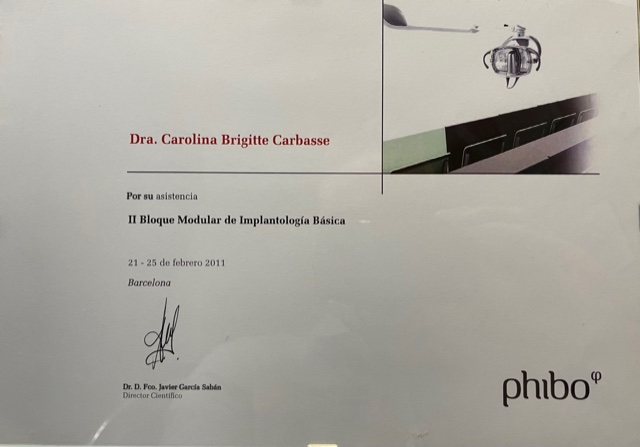 Dra. Carolina Brigitte Carbasse
Por su asistencia
II Bloque Modular de Implantología Básica
21 - 25 de febrero 2011
Barcelona
Dr. D. Fco. Javier García Sabán
Director Científico
phibo φ